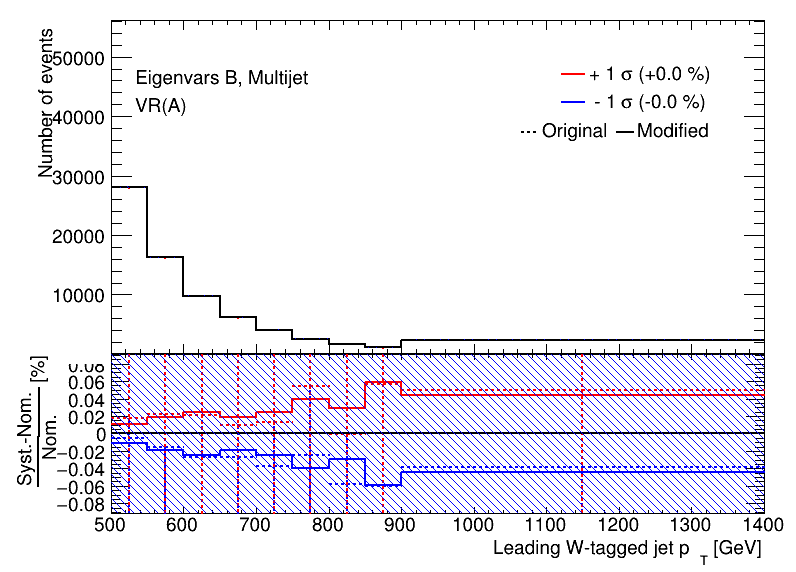 Number of events
50000
40000
30000
20000
10000
Eigenvars B, Multijet
VR(A)
+ 1 σ (+0.0 %)
- 1 σ (-0.0 %)
Original
Modified
Syst.-Nom.
Nom.
[%]
0.08
0.06
0.04
0.02
0
−0.02
−0.04
−0.06
−0.08
500 600 700 800 900 1000 1100 1200 1300 1400
Leading W-tagged jet p T [GeV]